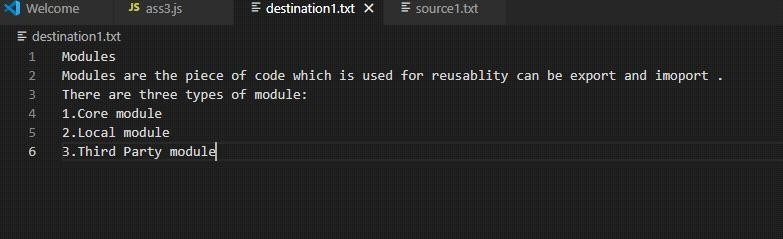 Welcome
JS ass3.js
destination1.txt
source1.txt
destination1.txt
1 Modules
2 Modules are the piece of code which is used for reusablity can be export and imoport .
3 There are three types of module:
4 1.Core module
5 2.Local module
6 3.Third Party module